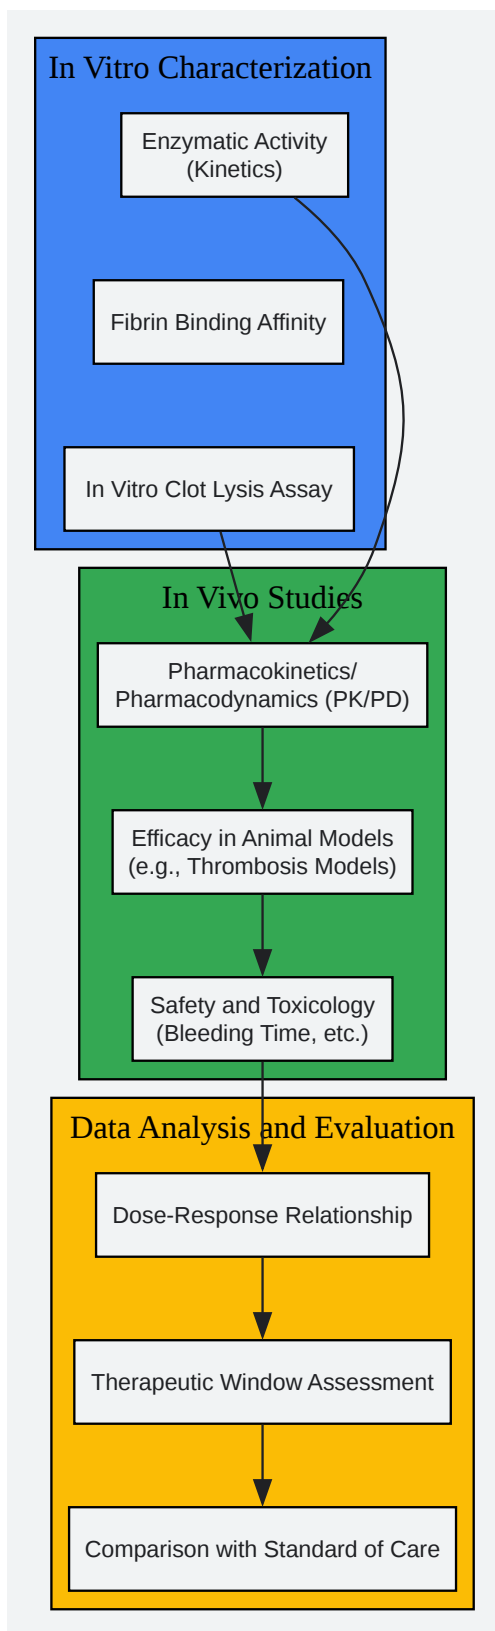 In Vitro Characterization
Enzymatic Activity
(Kinetics)
Fibrin Binding Affinity
In Vitro Clot Lysis Assay
In Vivo Studies
Pharmacokinetics/
Pharmacodynamics (PK/PD)
Efficacy in Animal Models
(e.g., Thrombosis Models)
Safety and Toxicology
(Bleeding Time, etc.)
Data Analysis and Evaluation
Dose-Response Relationship
Therapeutic Window Assessment
Comparison with Standard of Care